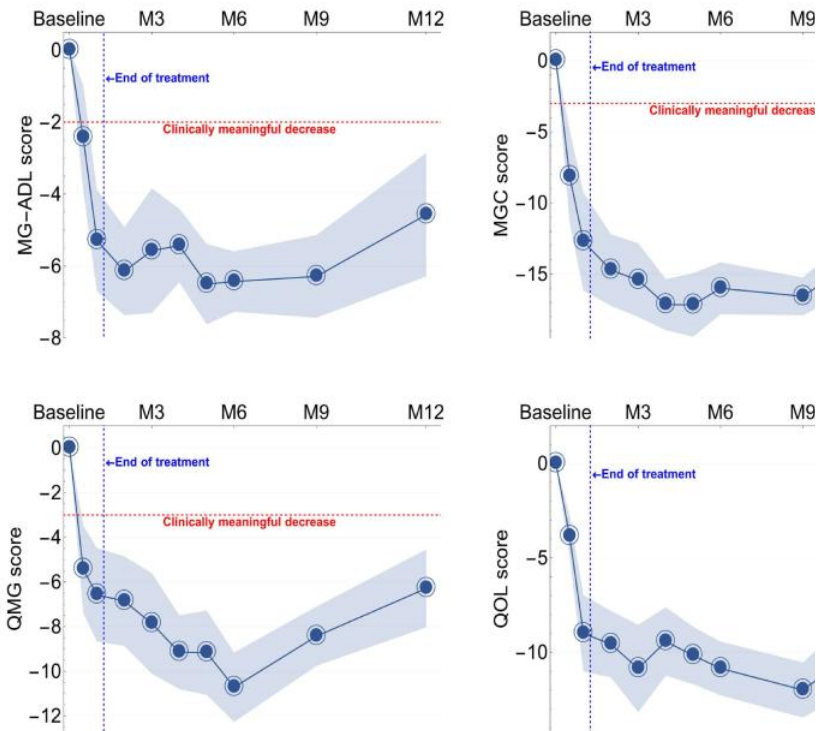 Baseline M3 M6 M9 M12
0
←End of treatment
−2
Clinically meaningful decrease
−4
−6
−8
MG−ADL score
Baseline M3 M6 M9
0
←End of treatment
Clinically meaningful decrease
−5
−10
−15
MGC score
Baseline M3 M6 M9 M12
0
←End of treatment
−2
Clinically meaningful decrease
−4
−6
−8
−10
−12
QMG score
Baseline M3 M6 M9
0
←End of treatment
−5
−10
QOL score